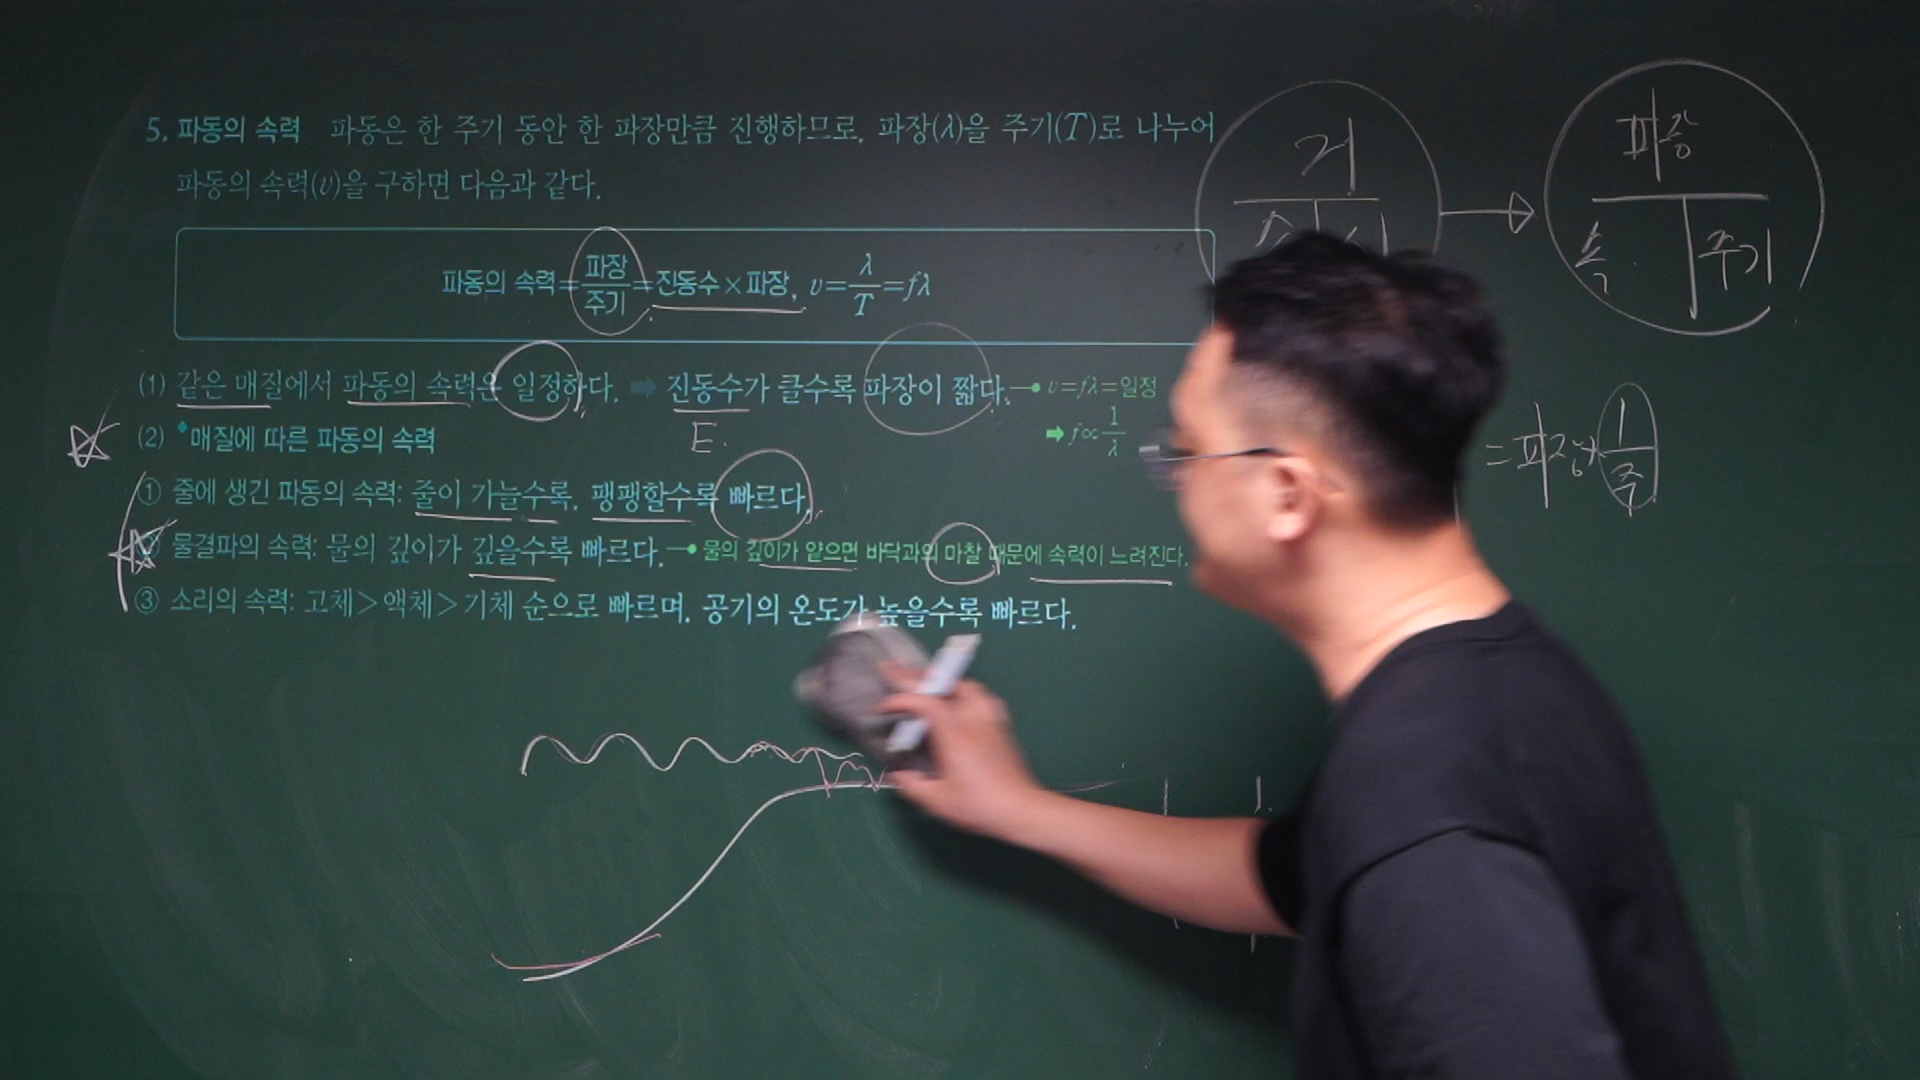 5. 파동의 속력 파동은 한 주기 동안 한 파장만큼 진행하므로, 파장(λ)을 주기(T)로 나누어
파동의 속력(v)을 구하면 다음과 같다.
파동의 속력=파장/주기=진동수×파장, v=λ/T=fλ
(1) 같은 매질에서 파동의 속력은 일정하다. ➡ 진동수가 클수록 파장이 짧다. v=fλ=일정
E.
➡ f∝1/λ
(2) 매질에 따른 파동의 속력
① 줄에 생긴 파동의 속력: 줄이 가늘수록, 팽팽할수록 빠르다.
② 물결파의 속력: 물의 깊이가 깊을수록 빠르다. 물의 깊이가 얕으면 바닥과의 마찰 때문에 속력이 느려진다.
③ 소리의 속력: 고체>액체>기체 순으로 빠르며, 공기의 온도가 높을수록 빠르다.
거
파장
속 주기
=파장×1/주